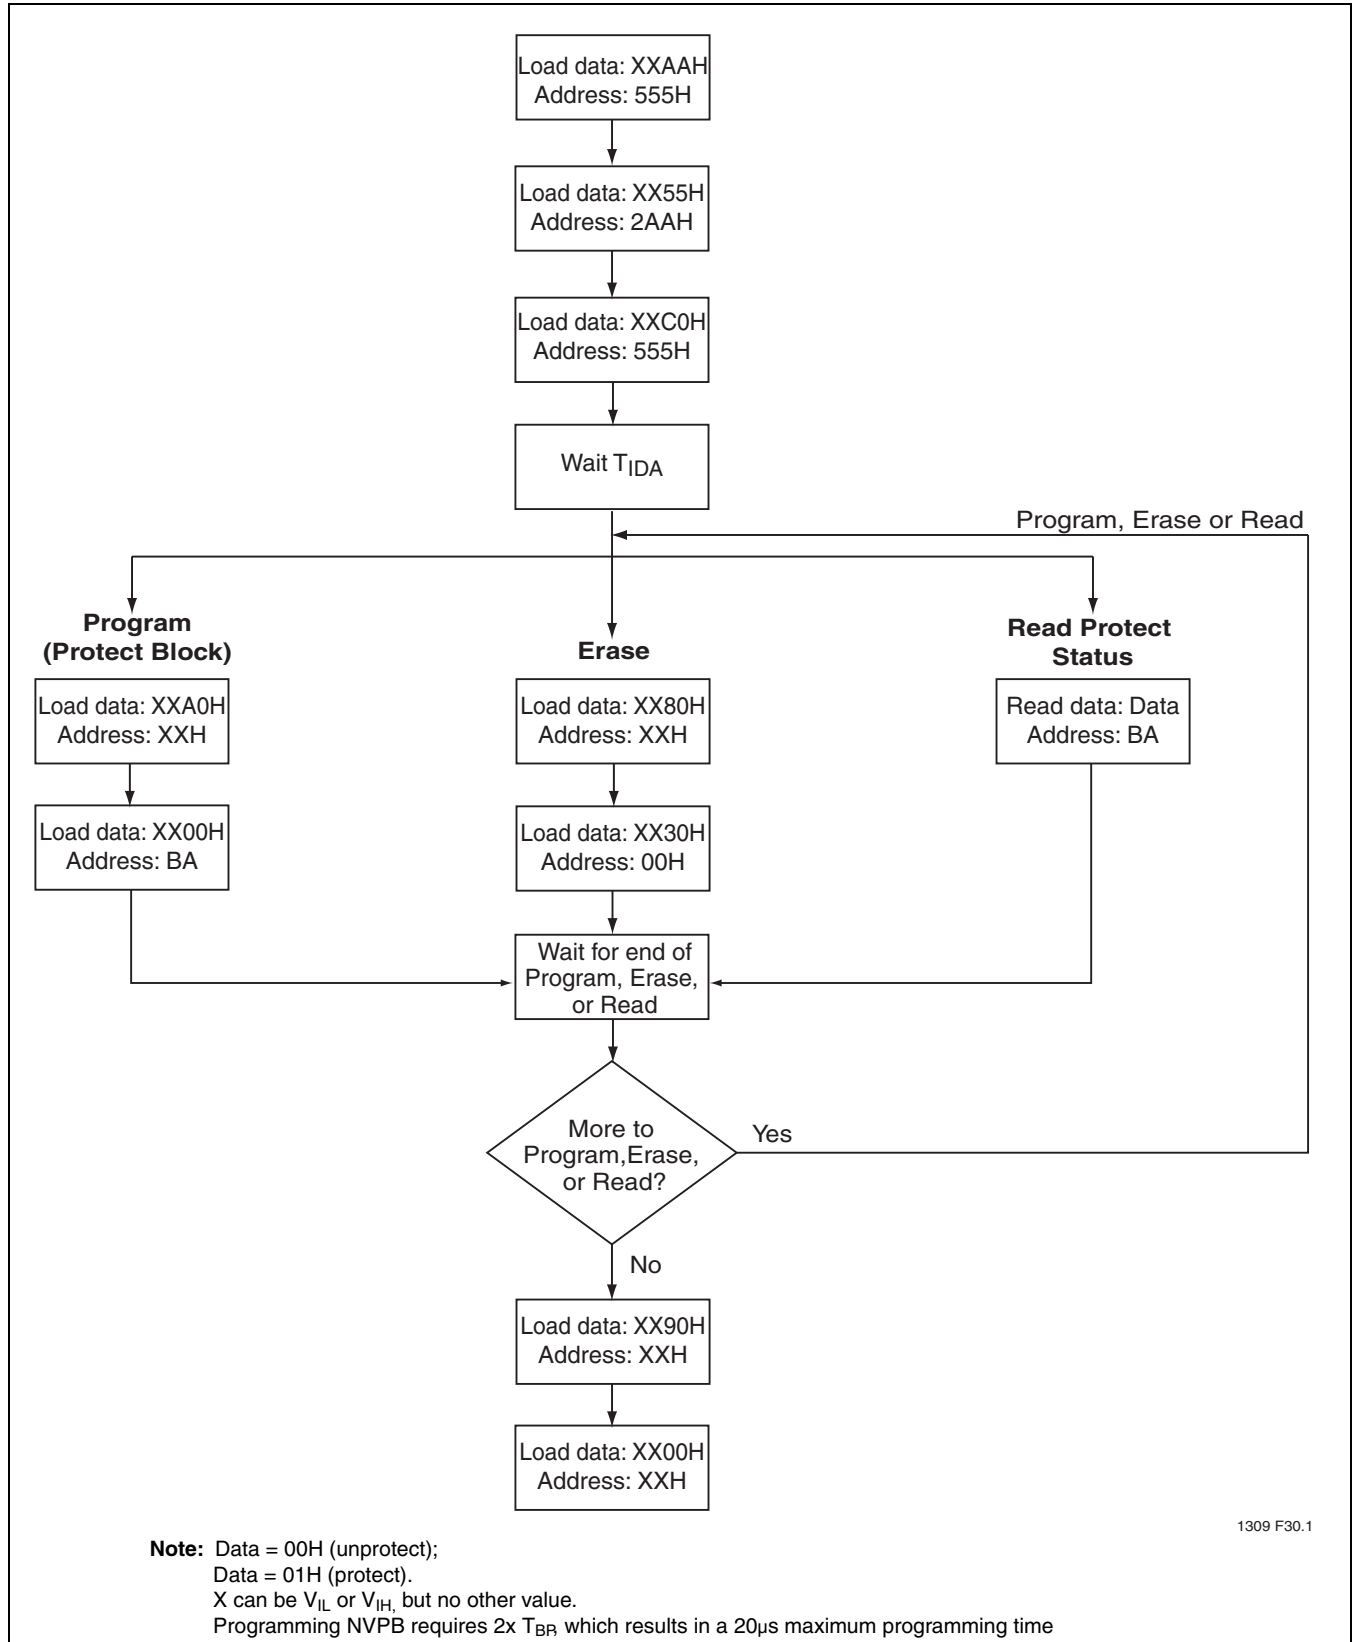 Load data: XXAAH
Address: 555H
Load data: XX55H
Address: 2AAH
Load data: XXC0H
Address: 555H
Wait TIDA
Program, Erase or Read
Program
(Protect Block)
Load data: XXA0H
Address: XXH
Load data: XX00H
Address: BA
Erase
Load data: XX80H
Address: XXH
Load data: XX30H
Address: 00H
Read Protect
Status
Read data: Data
Address: BA
Wait for end of
Program, Erase,
or Read
More to
Program,Erase,
or Read?
Yes
No
Load data: XX90H
Address: XXH
Load data: XX00H
Address: XXH
1309 F30.1
Note: Data = 00H (unprotect);
Data = 01H (protect).
X can be VIL or VIH, but no other value.
Programming NVPB requires 2x TBP, which results in a 20µs maximum programming time